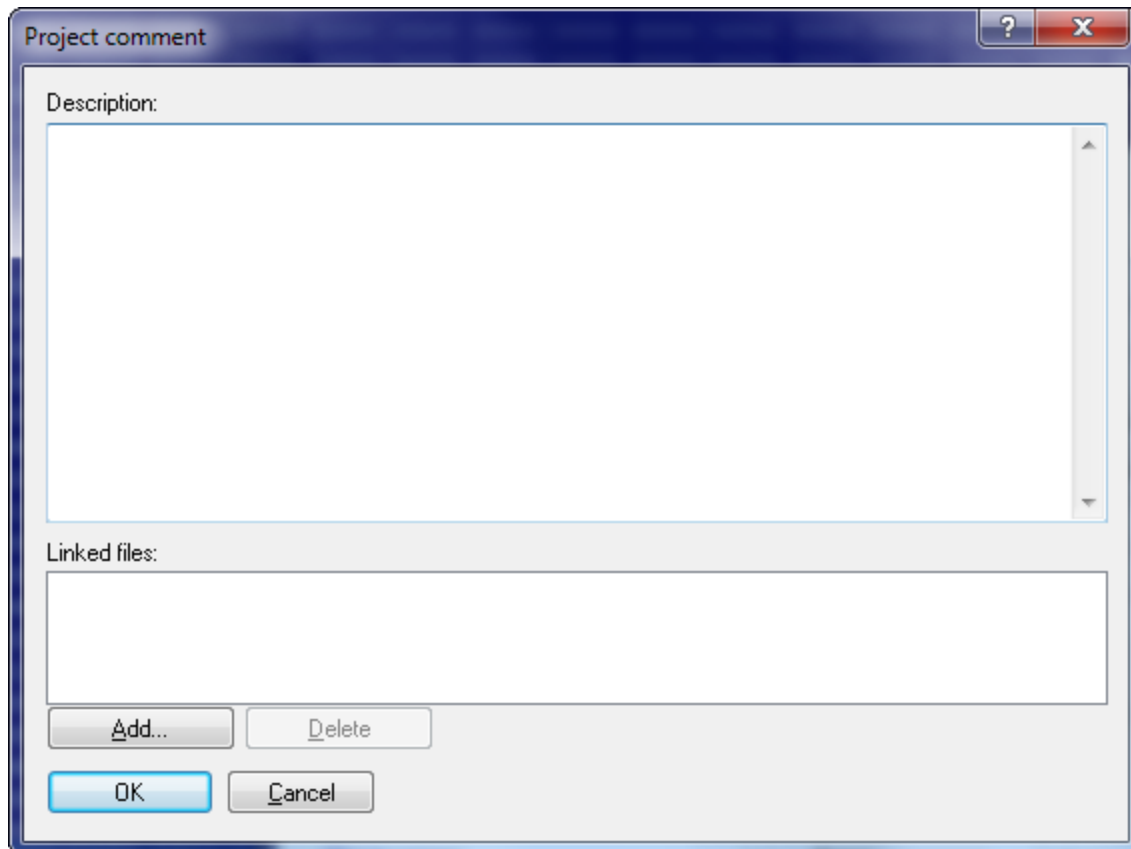 Project comment
?
X
Description:
Linked files:
Add...
Delete
OK
Cancel